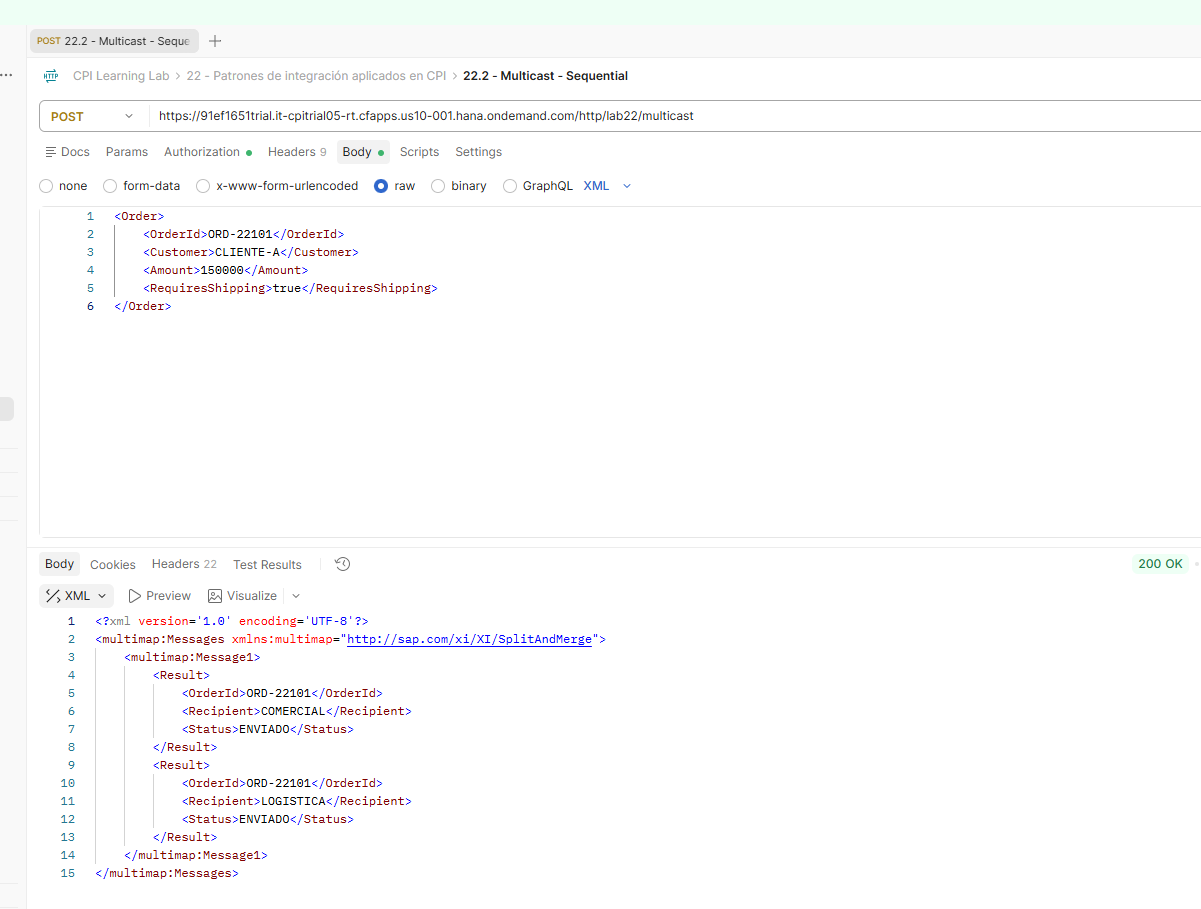 POST 22.2 - Multicast - Seque
HTTP CPI Learning Lab > 22 - Patrones de integración aplicados en CPI > 22.2 - Multicast - Sequential
POST https://91ef1651trial.it-cpitrial05-rt.cfapps.us10-001.hana.ondemand.com/http/lab22/multicast
Docs Params Authorization Headers 9 Body Scripts Settings
none form-data x-www-form-urlencoded raw binary GraphQL XML
1 <Order>
2 <OrderId>ORD-22101</OrderId>
3 <Customer>CLIENTE-A</Customer>
4 <Amount>150000</Amount>
5 <RequiresShipping>true</RequiresShipping>
6 </Order>
Body Cookies Headers 22 Test Results 200 OK
XML Preview Visualize
1 <?xml version='1.0' encoding='UTF-8'?>
2 <multimap:Messages xmlns:multimap="http://sap.com/xi/XI/SplitAndMerge">
3 <multimap:Message1>
4 <Result>
5 <OrderId>ORD-22101</OrderId>
6 <Recipient>COMERCIAL</Recipient>
7 <Status>ENVIADO</Status>
8 </Result>
9 <Result>
10 <OrderId>ORD-22101</OrderId>
11 <Recipient>LOGISTICA</Recipient>
12 <Status>ENVIADO</Status>
13 </Result>
14 </multimap:Message1>
15 </multimap:Messages>